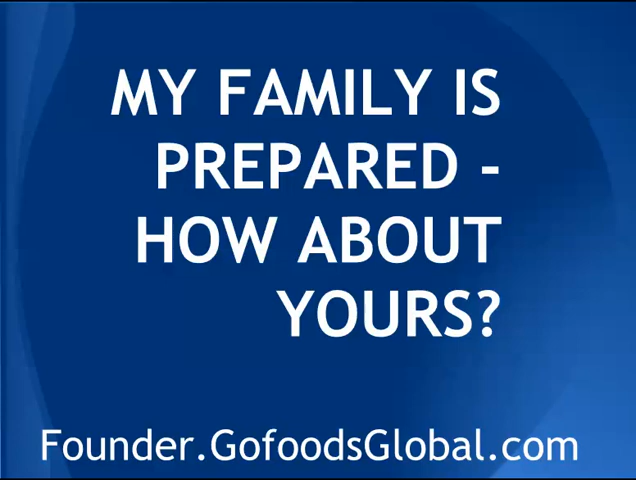 MY FAMILY IS
PREPARED -
HOW ABOUT
YOURS?
Founder.GofoodsGlobal.com